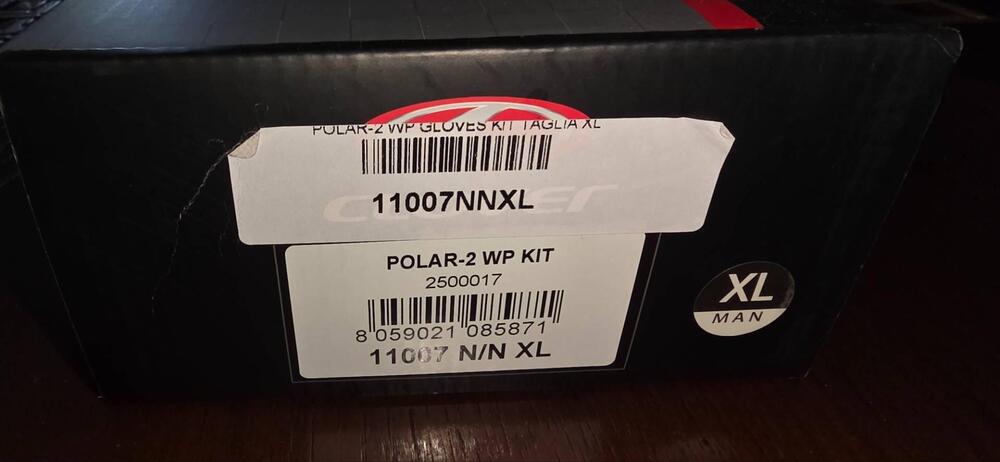 POLAR-2 WP GLOVES KIT TAGLIA XL
11007NNXL
CLOVER
POLAR-2 WP KIT
2500017
8 059021 085871
11007 N/N XL
XL
MAN